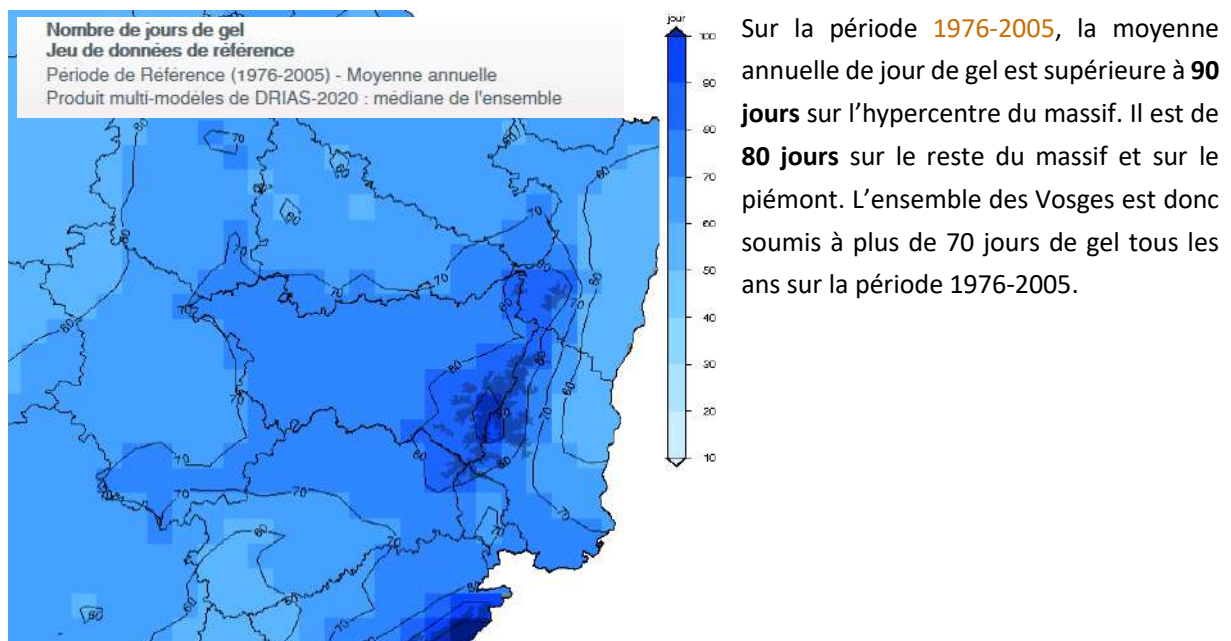 Nombre de jours de gel
Jeu de données de référence
Période de Référence (1976-2005) - Moyenne annuelle
Produit multi-modèles de DRIAS-2020 : médiane de l'ensemble
jour
100
90
80
70
60
50
40
30
20
10
Sur la période 1976-2005, la moyenne
annuelle de jour de gel est supérieure à 90
jours sur l’hypercentre du massif. Il est de
80 jours sur le reste du massif et sur le
piémont. L’ensemble des Vosges est donc
soumis à plus de 70 jours de gel tous les
ans sur la période 1976-2005.